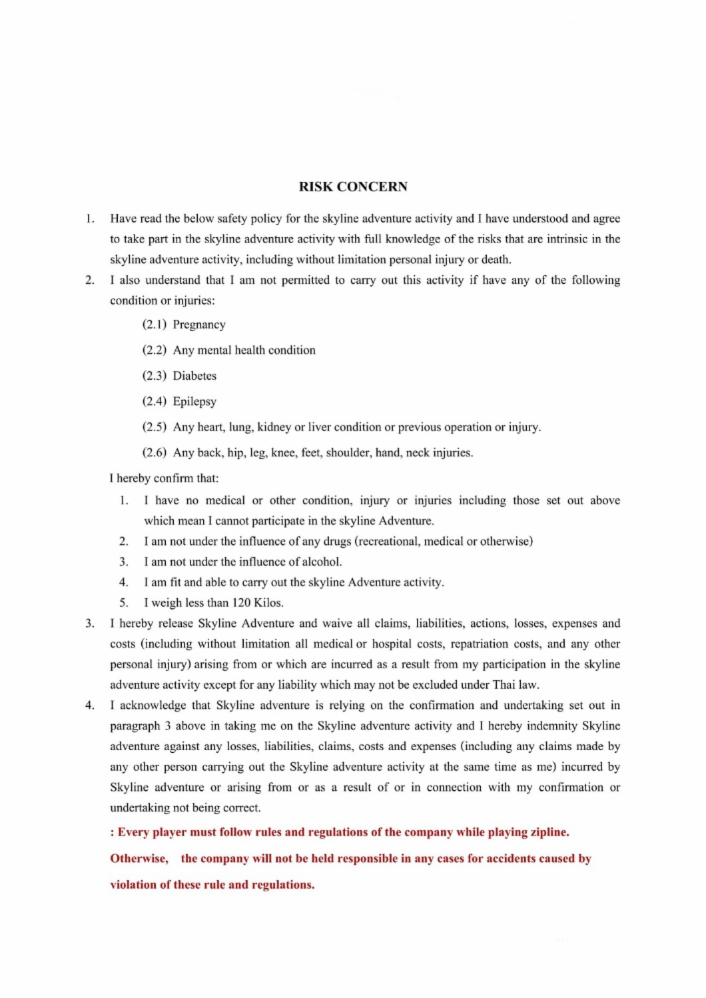 RISK CONCERN
1. Have read the below safety policy for the skyline adventure activity and I have understood and agree
to take part in the skyline adventure activity with full knowledge of the risks that are intrinsic in the
skyline adventure activity, including without limitation personal injury or death.
2. I also understand that I am not permitted to carry out this activity if have any of the following
condition or injuries:
(2.1) Pregnancy
(2.2) Any mental health condition
(2.3) Diabetes
(2.4) Epilepsy
(2.5) Any heart, lung, kidney or liver condition or previous operation or injury.
(2.6) Any back, hip, leg, knee, feet, shoulder, hand, neck injuries.
I hereby confirm that:
1. I have no medical or other condition, injury or injuries including those set out above
which mean I cannot participate in the skyline Adventure.
2. I am not under the influence of any drugs (recreational, medical or otherwise)
3. I am not under the influence of alcohol.
4. I am fit and able to carry out the skyline Adventure activity.
5. I weigh less than 120 Kilos.
3. I hereby release Skyline Adventure and waive all claims, liabilities, actions, losses, expenses and
costs (including without limitation all medical or hospital costs, repatriation costs, and any other
personal injury) arising from or which are incurred as a result from my participation in the skyline
adventure activity except for any liability which may not be excluded under Thai law.
4. I acknowledge that Skyline adventure is relying on the confirmation and undertaking set out in
paragraph 3 above in taking me on the Skyline adventure activity and I hereby indemnity Skyline
adventure against any losses, liabilities, claims, costs and expenses (including any claims made by
any other person carrying out the Skyline adventure activity at the same time as me) incurred by
Skyline adventure or arising from or as a result of or in connection with my confirmation or
undertaking not being correct.
: Every player must follow rules and regulations of the company while playing zipline.
Otherwise, the company will not be held responsible in any cases for accidents caused by
violation of these rule and regulations.